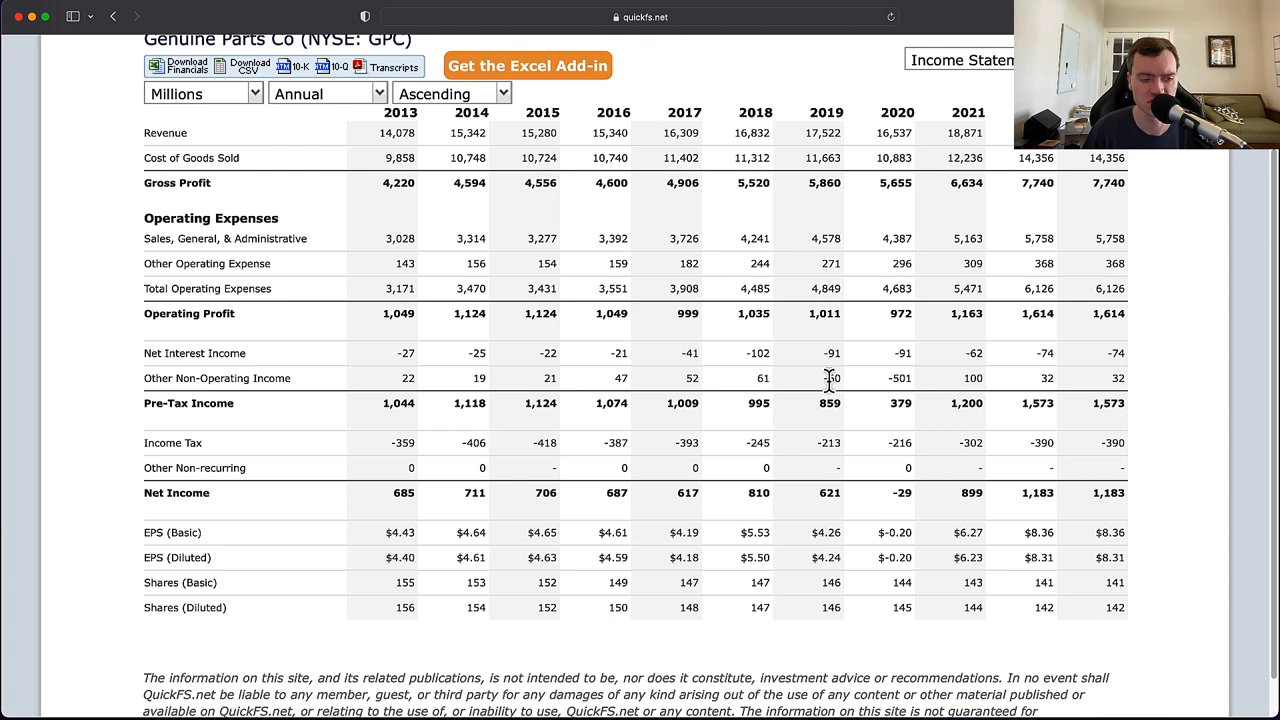 quickfs.net
Genuine Parts Co (NYSE: GPC)
Download Financials Download CSV 10-K 10-Q Transcripts
Get the Excel Add-in
Income Statem
Millions Annual Ascending
2013 2014 2015 2016 2017 2018 2019 2020 2021
Revenue 14,078 15,342 15,280 15,340 16,309 16,832 17,522 16,537 18,871
Cost of Goods Sold 9,858 10,748 10,724 10,740 11,402 11,312 11,663 10,883 12,236 14,356 14,356
Gross Profit 4,220 4,594 4,556 4,600 4,906 5,520 5,860 5,655 6,634 7,740 7,740
Operating Expenses
Sales, General, & Administrative 3,028 3,314 3,277 3,392 3,726 4,241 4,578 4,387 5,163 5,758 5,758
Other Operating Expense 143 156 154 159 182 244 271 296 309 368 368
Total Operating Expenses 3,171 3,470 3,431 3,551 3,908 4,485 4,849 4,683 5,471 6,126 6,126
Operating Profit 1,049 1,124 1,124 1,049 999 1,035 1,011 972 1,163 1,614 1,614
Net Interest Income -27 -25 -22 -21 -41 -102 -91 -91 -62 -74 -74
Other Non-Operating Income 22 19 21 47 52 61 -501 100 32 32
Pre-Tax Income 1,044 1,118 1,124 1,074 1,009 995 859 379 1,200 1,573 1,573
Income Tax -359 -406 -418 -387 -393 -245 -213 -216 -302 -390 -390
Other Non-recurring 0 0 - 0 0 0 - 0 - - -
Net Income 685 711 706 687 617 810 621 -29 899 1,183 1,183
EPS (Basic) $4.43 $4.64 $4.65 $4.61 $4.19 $5.53 $4.26 $-0.20 $6.27 $8.36 $8.36
EPS (Diluted) $4.40 $4.61 $4.63 $4.59 $4.18 $5.50 $4.24 $-0.20 $6.23 $8.31 $8.31
Shares (Basic) 155 153 152 149 147 147 146 144 143 141 141
Shares (Diluted) 156 154 152 150 148 147 146 145 144 142 142
The information on this site, and its related publications, is not intended to be, nor does it constitute, investment advice or recommendations. In no event shall
QuickFS.net be liable to any member, guest, or third party for any damages of any kind arising out of the use of any content or other material published or
available on QuickFS.net, or relating to the use of, or inability to use, QuickFS.net or any content. The information on this site is not guaranteed for